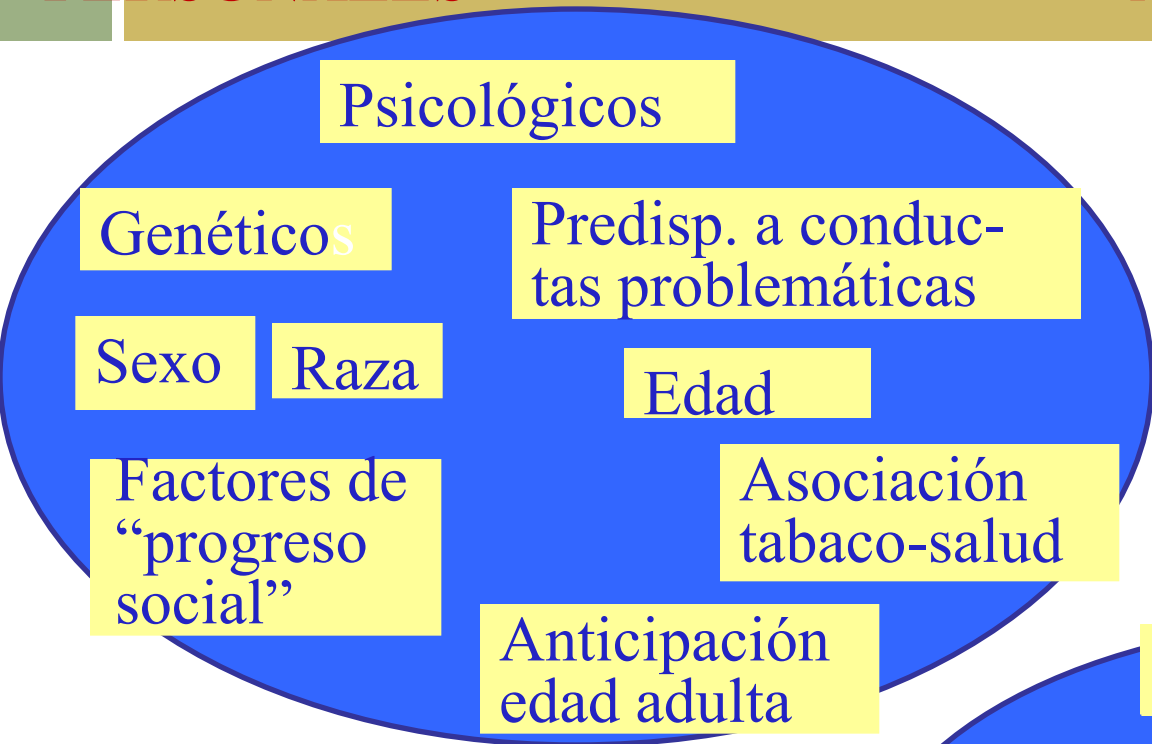 PERSONALES
Psicológicos
Genéticos
Predisp. a conduc-
tas problemáticas
Sexo
Raza
Edad
Factores de
“progreso
social”
Asociación
tabaco-salud
Anticipación
edad adulta